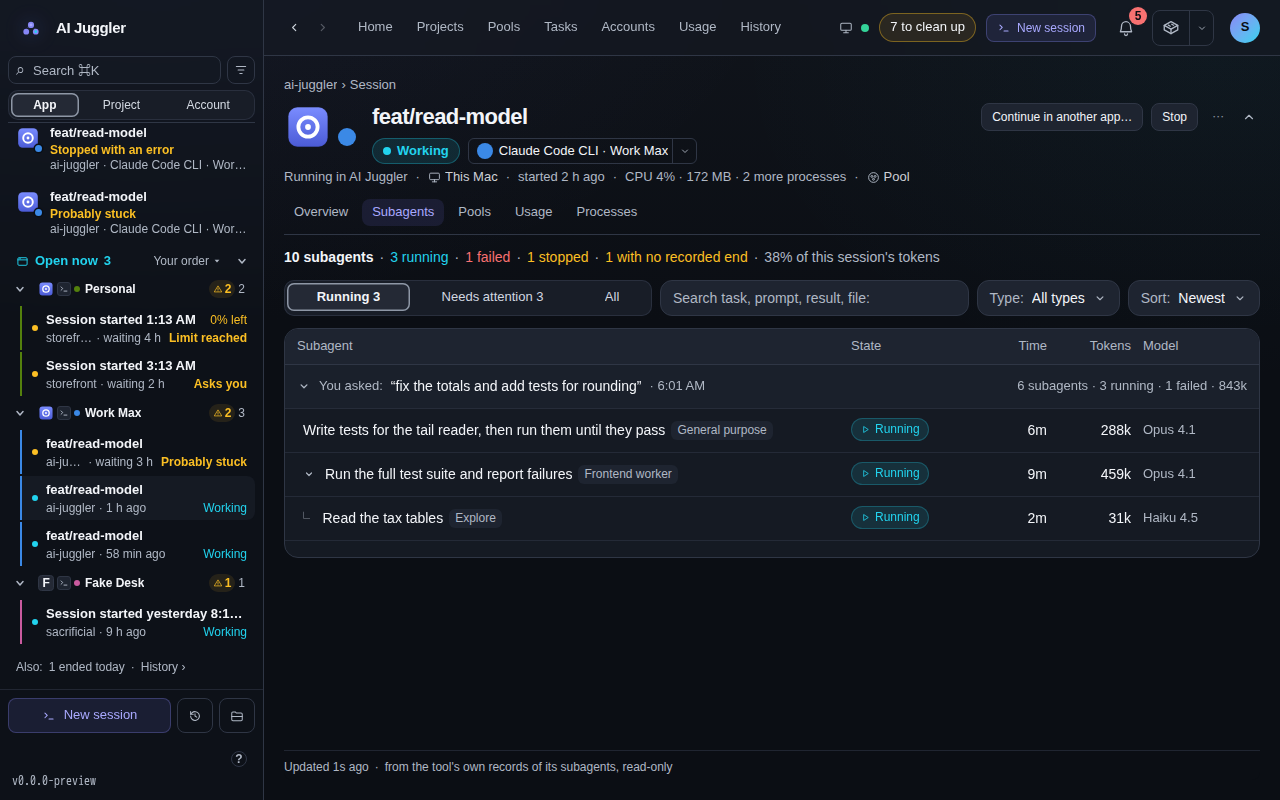 AI Juggler
Search ⌘K
App Project Account
feat/read-model
Stopped with an error
ai-juggler · Claude Code CLI · Wor…
feat/read-model
Probably stuck
ai-juggler · Claude Code CLI · Wor…
Open now 3 Your order
Personal 2 2
Session started 1:13 AM 0% left
storefr… · waiting 4 h Limit reached
Session started 3:13 AM
storefront · waiting 2 h Asks you
Work Max 2 3
feat/read-model
ai-ju… · waiting 3 h Probably stuck
feat/read-model
ai-juggler · 1 h ago Working
feat/read-model
ai-juggler · 58 min ago Working
F Fake Desk 1 1
Session started yesterday 8:1…
sacrificial · 9 h ago Working
Also: 1 ended today · History ›
New session
?
v0.0.0-preview
Home Projects Pools Tasks Accounts Usage History
7 to clean up
New session
5
S
ai-juggler › Session
feat/read-model
Continue in another app… Stop ···
Working Claude Code CLI · Work Max
Running in AI Juggler · This Mac · started 2 h ago · CPU 4% · 172 MB · 2 more processes · Pool
Overview Subagents Pools Usage Processes
10 subagents · 3 running · 1 failed · 1 stopped · 1 with no recorded end · 38% of this session's tokens
Running 3 Needs attention 3 All
Search task, prompt, result, file:
Type: All types
Sort: Newest
Subagent State Time Tokens Model
You asked: “fix the totals and add tests for rounding” · 6:01 AM 6 subagents · 3 running · 1 failed · 843k
Write tests for the tail reader, then run them until they pass General purpose Running 6m 288k Opus 4.1
Run the full test suite and report failures Frontend worker Running 9m 459k Opus 4.1
Read the tax tables Explore Running 2m 31k Haiku 4.5
Updated 1s ago · from the tool's own records of its subagents, read-only